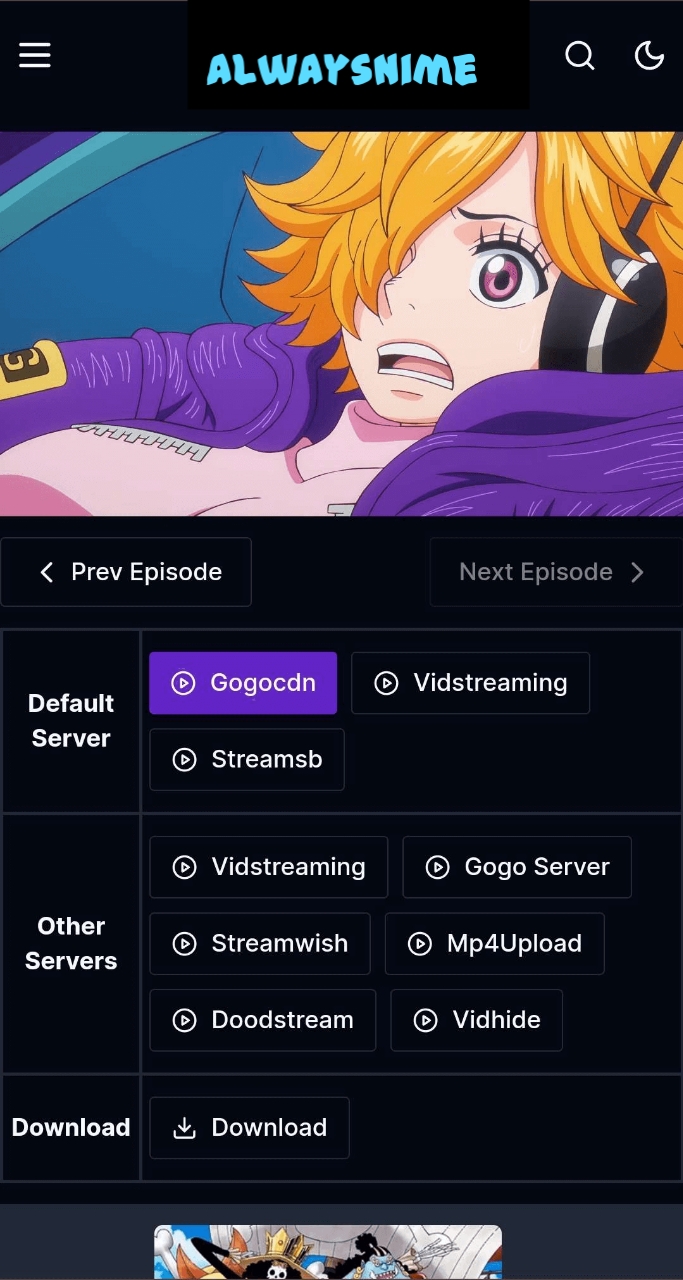 ALWAYSNIME
Prev Episode
Next Episode
Default
Server
Gogocdn
Vidstreaming
Streamsb
Other
Servers
Vidstreaming
Gogo Server
Streamwish
Mp4Upload
Doodstream
Vidhide
Download
Download